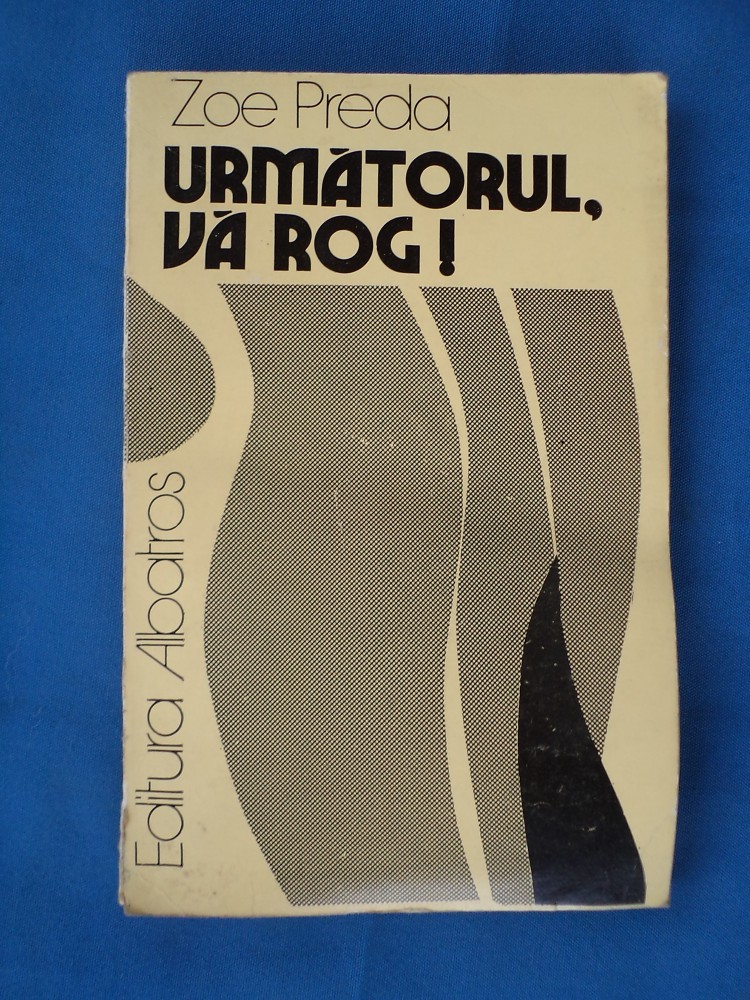 Zoe Preda
URMĂTORUL,
VĂ ROG!
Editura Albatros